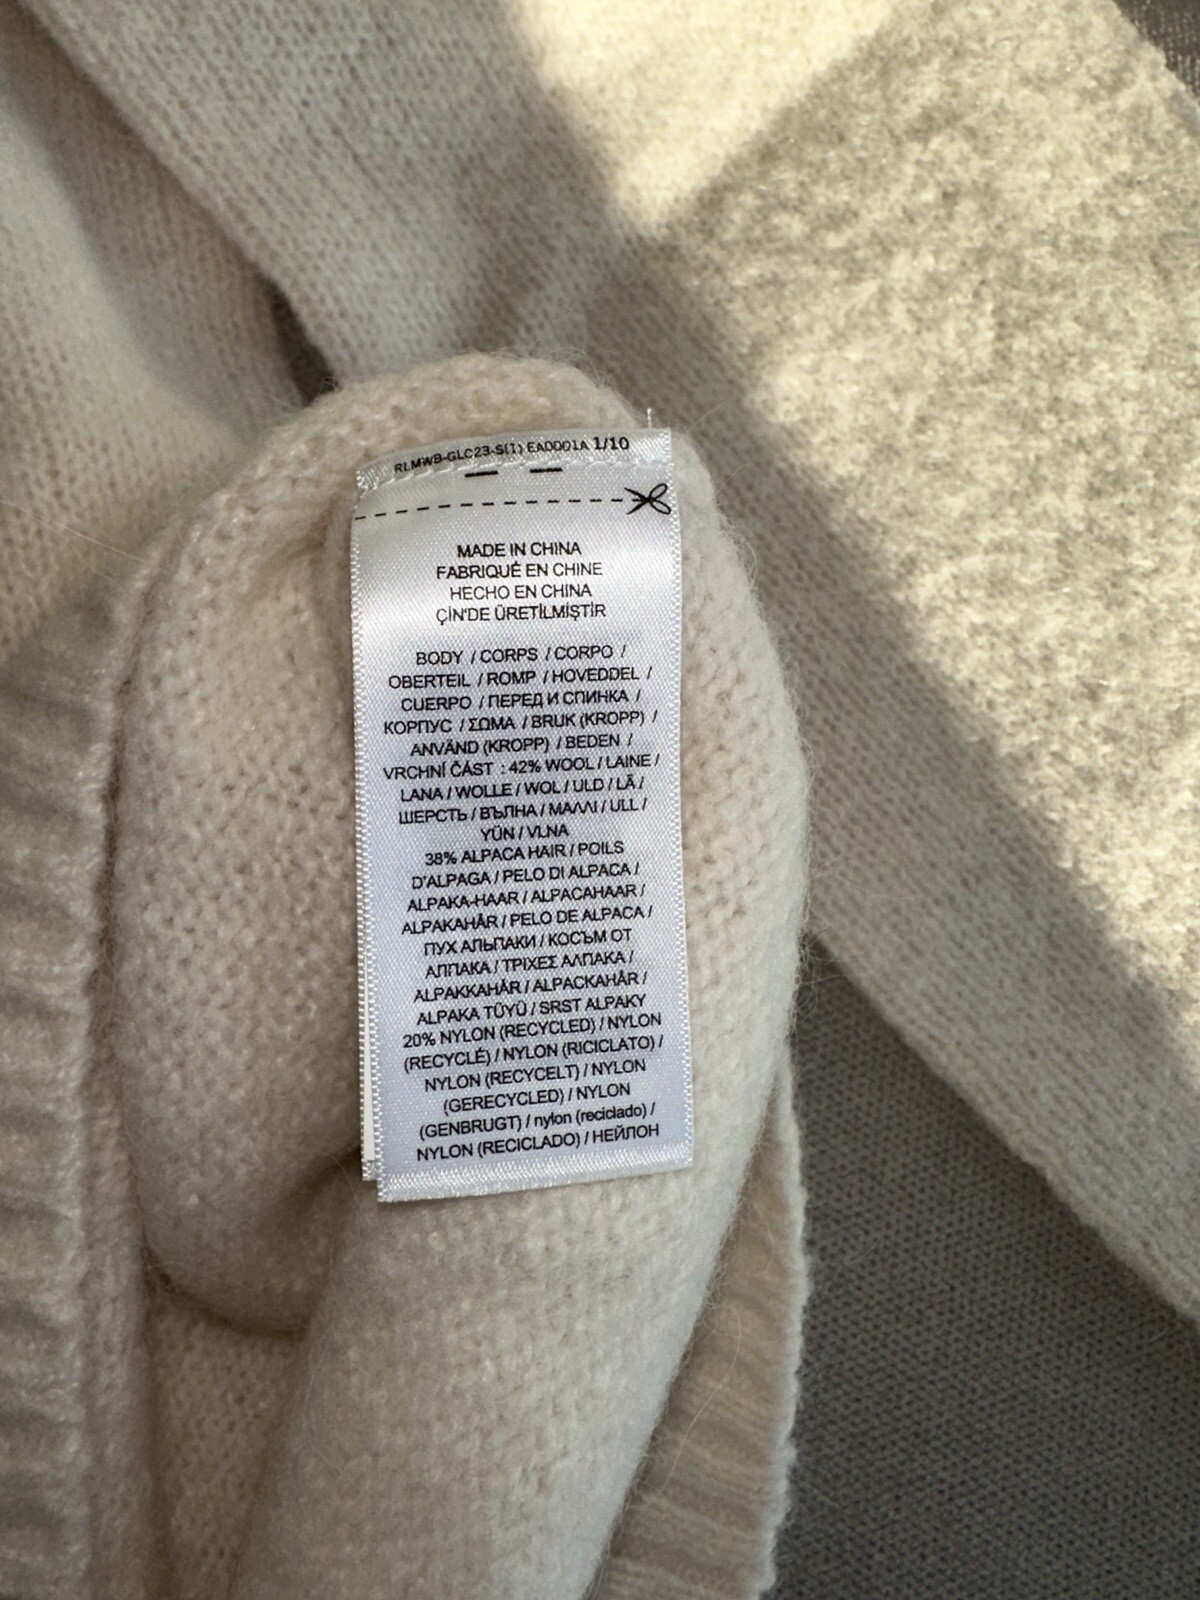 RLMWB-GLC23-S(1) EA0001A 1/10
MADE IN CHINA
FABRIQUÉ EN CHINE
HECHO EN CHINA
ÇİN'DE ÜRETİLMİŞTİR
BODY / CORPS / CORPO /
OBERTEIL / ROMP / HOVEDDEL /
CUERPO / ПЕРЕД И СПИНКА /
КОРПУС / ΣΩΜΑ / BRUK (KROPP) /
ANVÄND (KROPP) / BEDEN /
VRCHNÍ ČÁST : 42% WOOL / LAINE /
LANA / WOLLE / WOL / ULD / LÃ /
ШЕРСТЬ / ВЪЛНА / ΜΑΛΛΙ / ULL /
YÜN / VLNA
38% ALPACA HAIR / POILS
D'ALPAGA / PELO DI ALPACA /
ALPAKA-HAAR / ALPACAHAAR /
ALPAKAHÅR / PELO DE ALPACA /
ПУХ АЛЬПАКИ / КОСЪМ ОТ
АЛПАКА / ΤΡΙΧΕΣ ΑΛΠΑΚΑ /
ALPAKKAHÅR / ALPACKAHÅR /
ALPAKA TÜYÜ / SRST ALPAKY
20% NYLON (RECYCLED) / NYLON
(RECYCLÉ) / NYLON (RICICLATO) /
NYLON (RECYCELT) / NYLON
(GERECYCLED) / NYLON
(GENBRUGT) / nylon (reciclado) /
NYLON (RECICLADO) / НЕЙЛОН